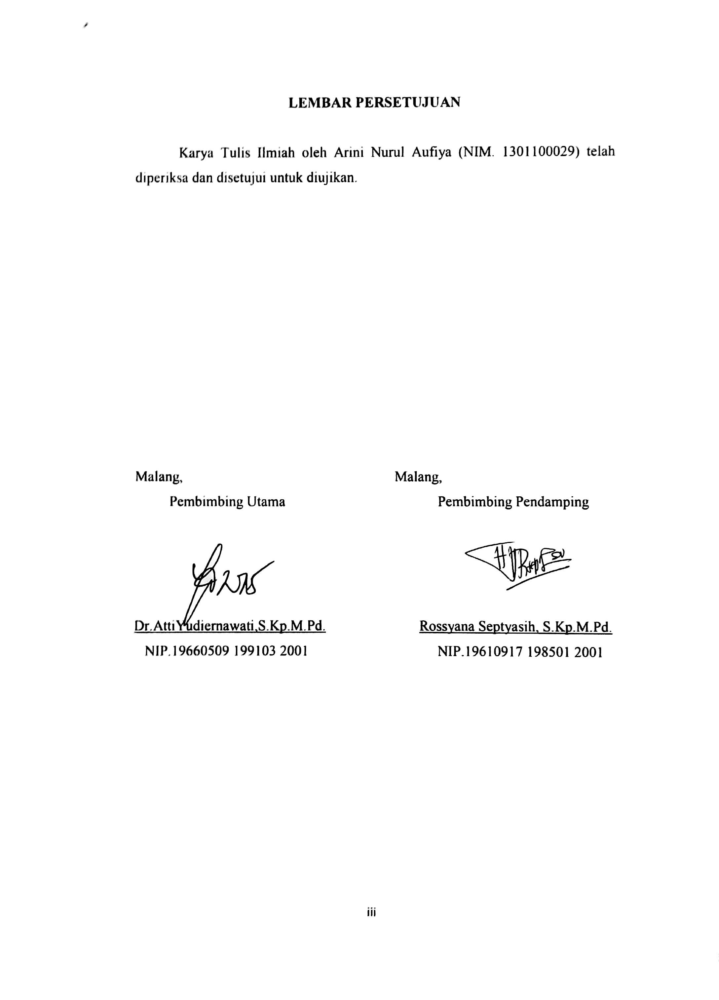 LEMBAR PERSETUJUAN
Karya Tulis Ilmiah oleh Arini Nurul Aufiya (NIM. 1301100029) telah
diperiksa dan disetujui untuk diujikan.
Malang,
Pembimbing Utama
Dr.Atti Yudiernawati,S.Kp.M.Pd.
NIP.19660509 199103 2001
Malang,
Pembimbing Pendamping
Rossyana Septyasih, S.Kp.M.Pd.
NIP.19610917 198501 2001
iii